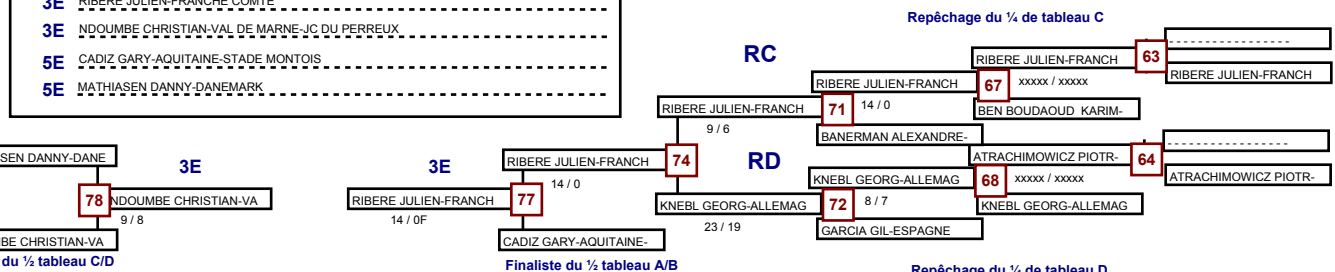 3E RIBERE JULIEN-FRANCHE COMTE
3E NDOUMBE CHRISTIAN-VAL DE MARNE-JC DU PERREUX
5E CADIZ GARY-AQUITAINE-STADE MONTOIS
5E MATHIASEN DANNY-DANEMARK
Repêchage du ¼ de tableau C
RC
RIBERE JULIEN-FRANCH
63
RIBERE JULIEN-FRANCH
RIBERE JULIEN-FRANCH
67
xxxxx / xxxxx
BEN BOUDAOUD KARIM-
RIBERE JULIEN-FRANCH
71
14 / 0
BANERMAN ALEXANDRE-
9 / 6
SEN DANNY-DANE
3E
78
NDOUMBE CHRISTIAN-VA
9 / 8
BE CHRISTIAN-VA
du ½ tableau C/D
3E
RIBERE JULIEN-FRANCH
14 / 0F
RIBERE JULIEN-FRANCH
77
14 / 0
CADIZ GARY-AQUITAINE-
Finaliste du ½ tableau A/B
74
RD
ATRACHIMOWICZ PIOTR-
64
ATRACHIMOWICZ PIOTR-
KNEBL GEORG-ALLEMAG
68
xxxxx / xxxxx
KNEBL GEORG-ALLEMAG
KNEBL GEORG-ALLEMAG
72
8 / 7
23 / 19
GARCIA GIL-ESPAGNE
Repêchage du ¼ de tableau D